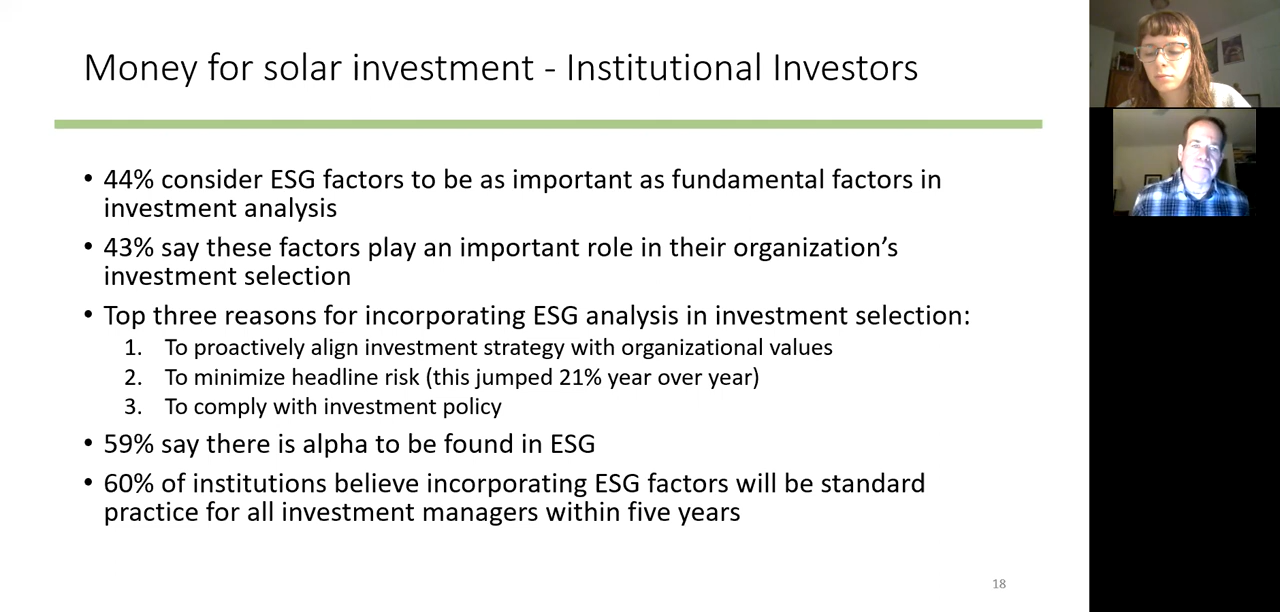 Money for solar investment - Institutional Investors
• 44% consider ESG factors to be as important as fundamental factors in
investment analysis
• 43% say these factors play an important role in their organization’s
investment selection
• Top three reasons for incorporating ESG analysis in investment selection:
1. To proactively align investment strategy with organizational values
2. To minimize headline risk (this jumped 21% year over year)
3. To comply with investment policy
• 59% say there is alpha to be found in ESG
• 60% of institutions believe incorporating ESG factors will be standard
practice for all investment managers within five years
18